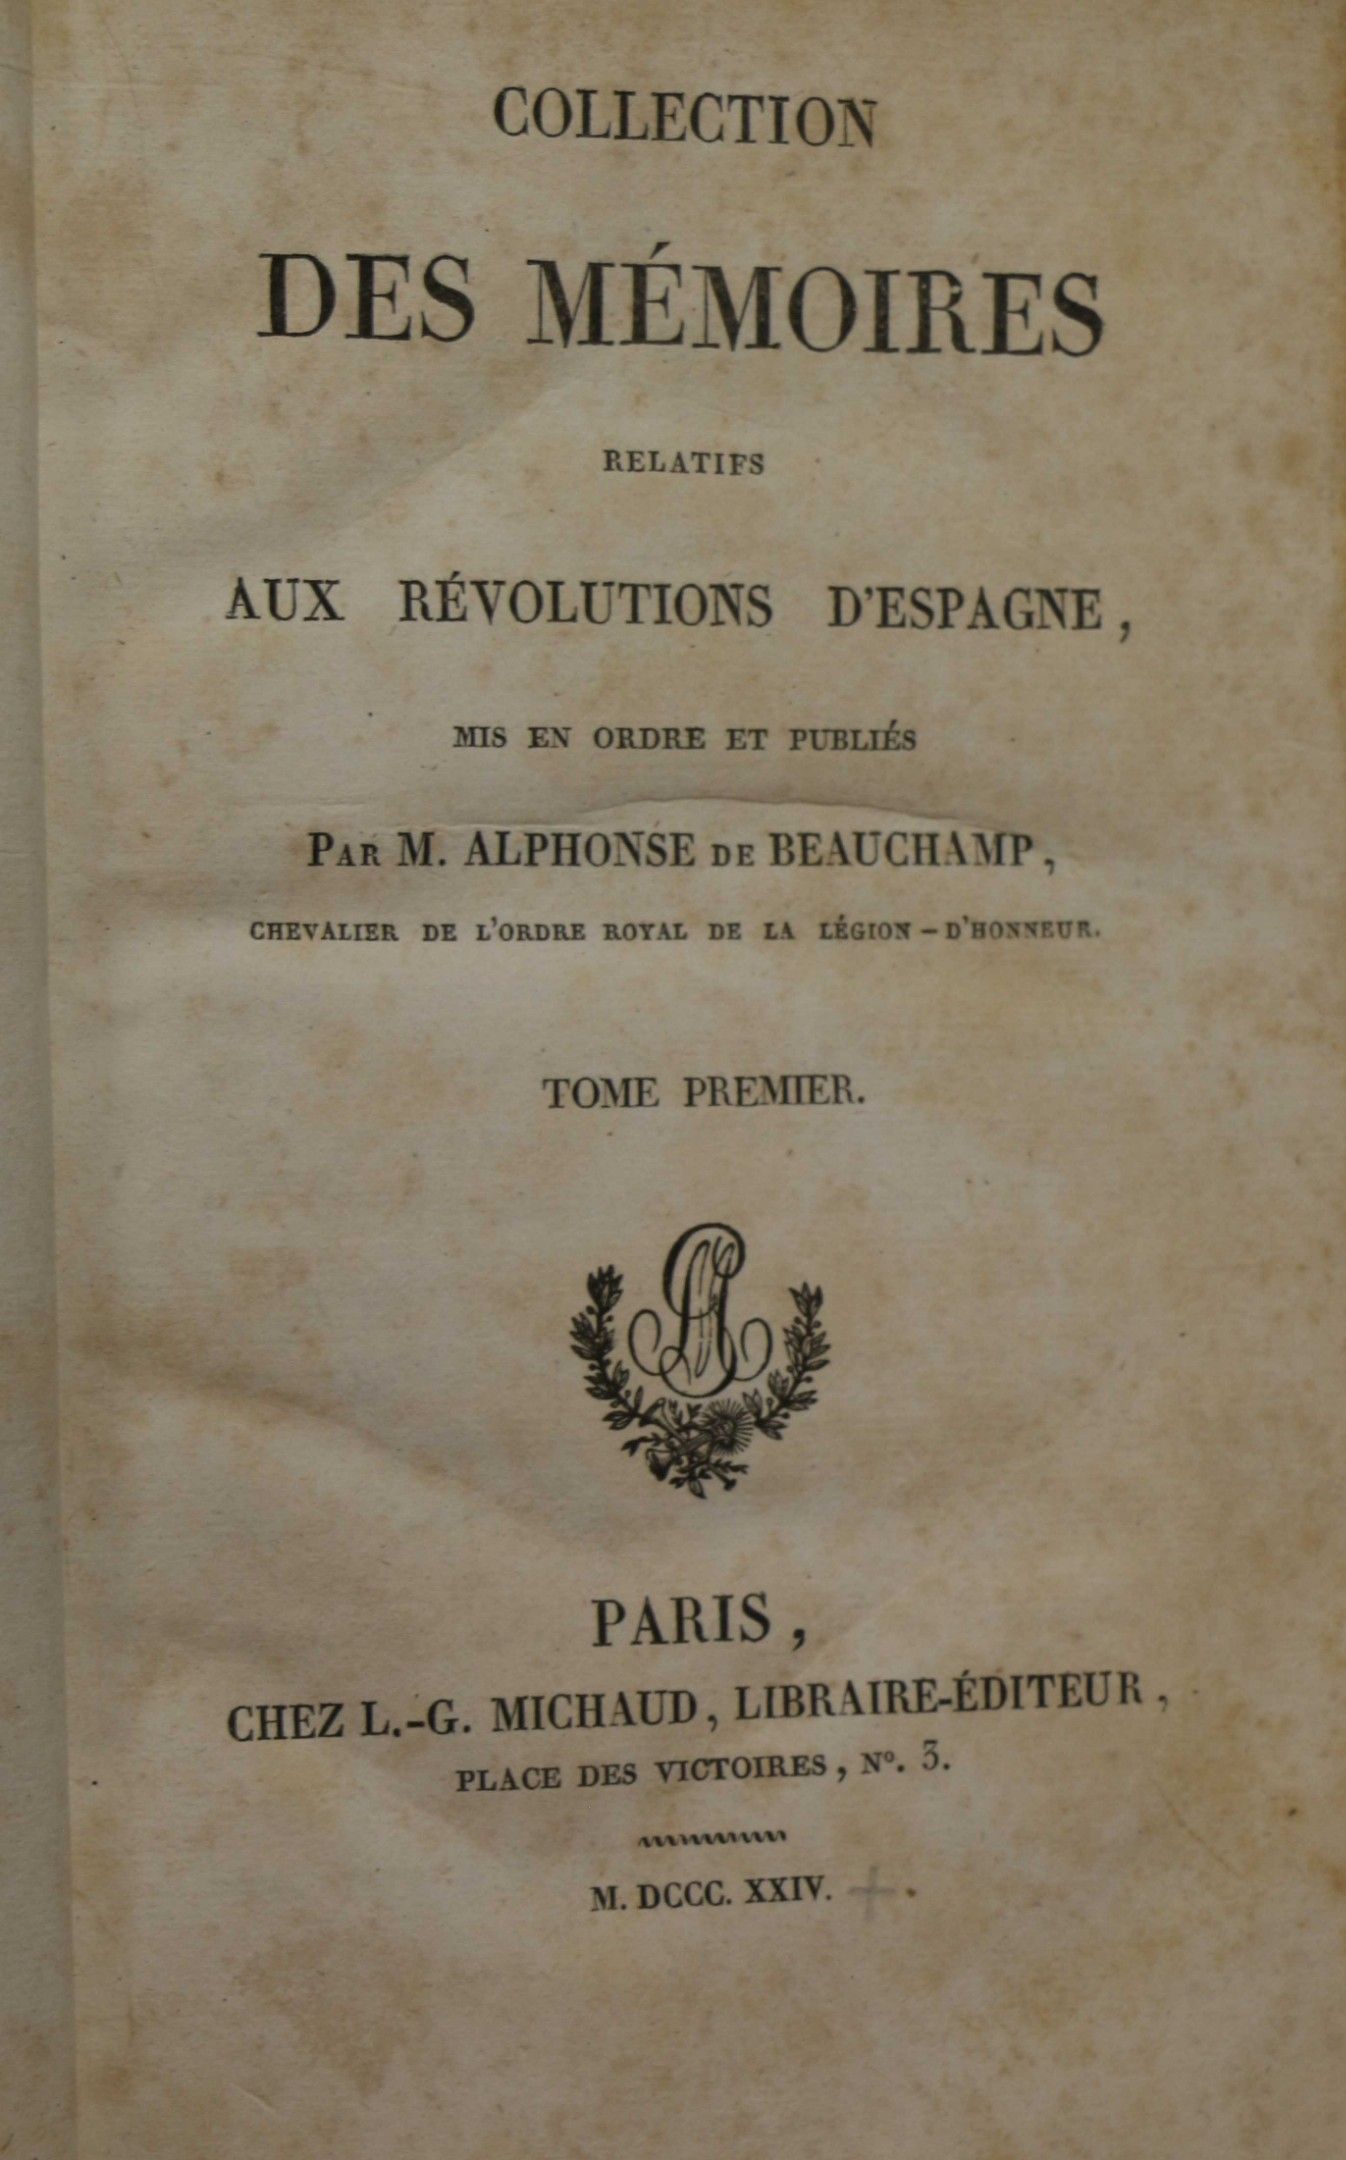 COLLECTION
DES MÉMOIRES
RELATIFS
AUX RÉVOLUTIONS D'ESPAGNE,
MIS EN ORDRE ET PUBLIÉS
PAR M. ALPHONSE DE BEAUCHAMP,
CHEVALIER DE L'ORDRE ROYAL DE LA LÉGION-D'HONNEUR.
TOME PREMIER.
PARIS,
CHEZ L.-G. MICHAUD, LIBRAIRE-ÉDITEUR,
PLACE DES VICTOIRES, Nº. 3.
M. DCCC. XXIV.